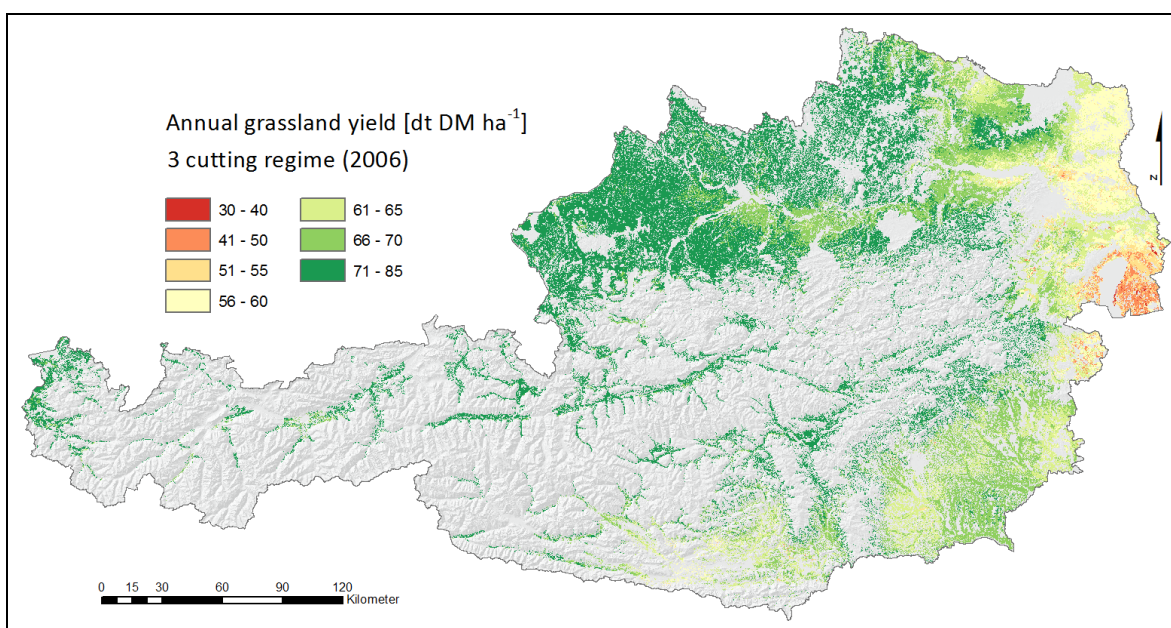 Annual grassland yield [dt DM ha⁻¹]
3 cutting regime (2006)
30 - 40
61 - 65
41 - 50
66 - 70
51 - 55
71 - 85
56 - 60
N
0 15 30 60 90 120
Kilometer